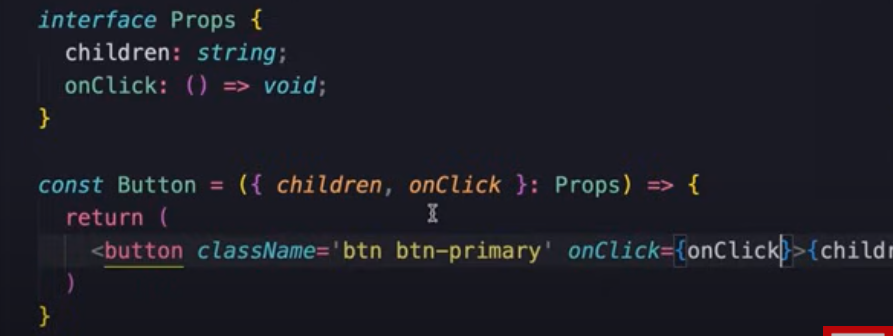 interface Props {
children: string;
onClick: () => void;
}
const Button = ({ children, onClick }: Props) => {
return (
<button className='btn btn-primary' onClick={onClick}>{childr
)
}